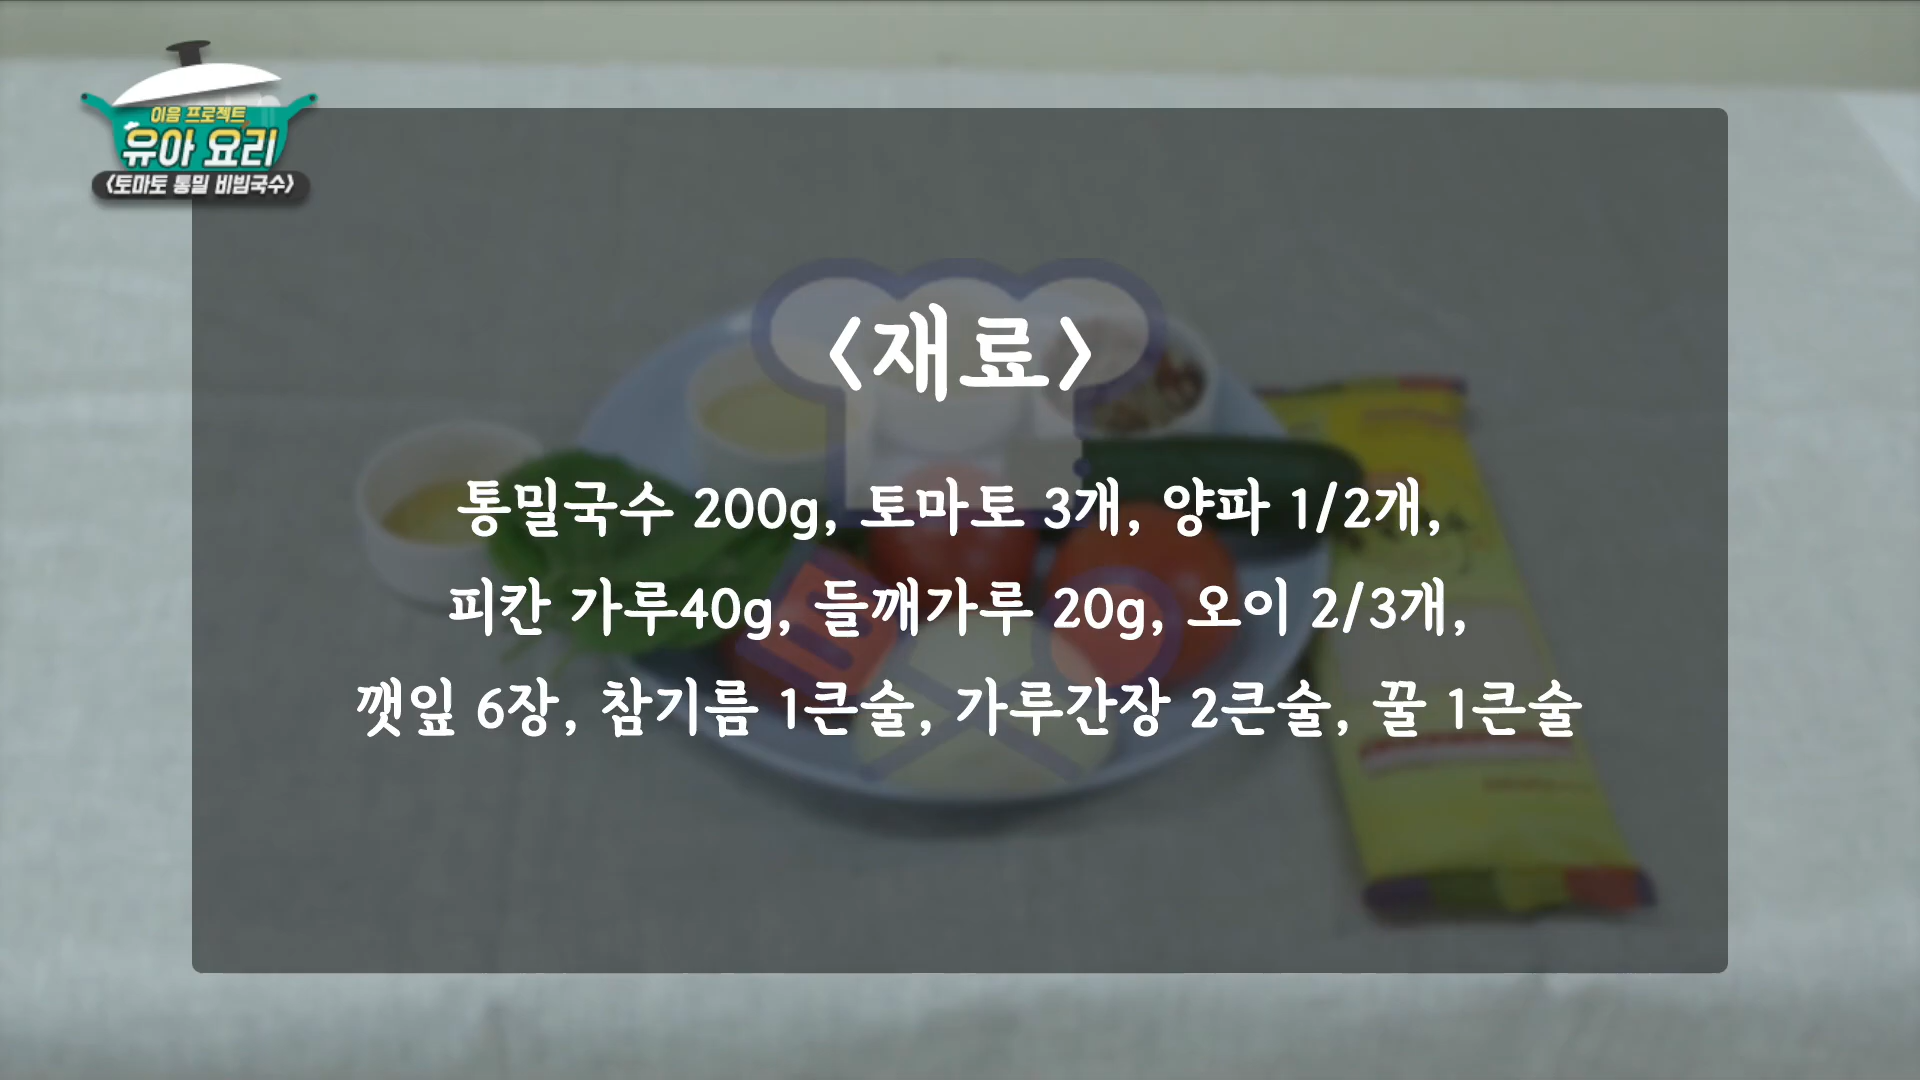 이음 프로젝트
유아 요리
<토마토 통밀 비빔국수>
<재료>
통밀국수 200g, 토마토 3개, 양파 1/2개,
피칸 가루40g, 들깨가루 20g, 오이 2/3개,
깻잎 6장, 참기름 1큰술, 가루간장 2큰술, 꿀 1큰술